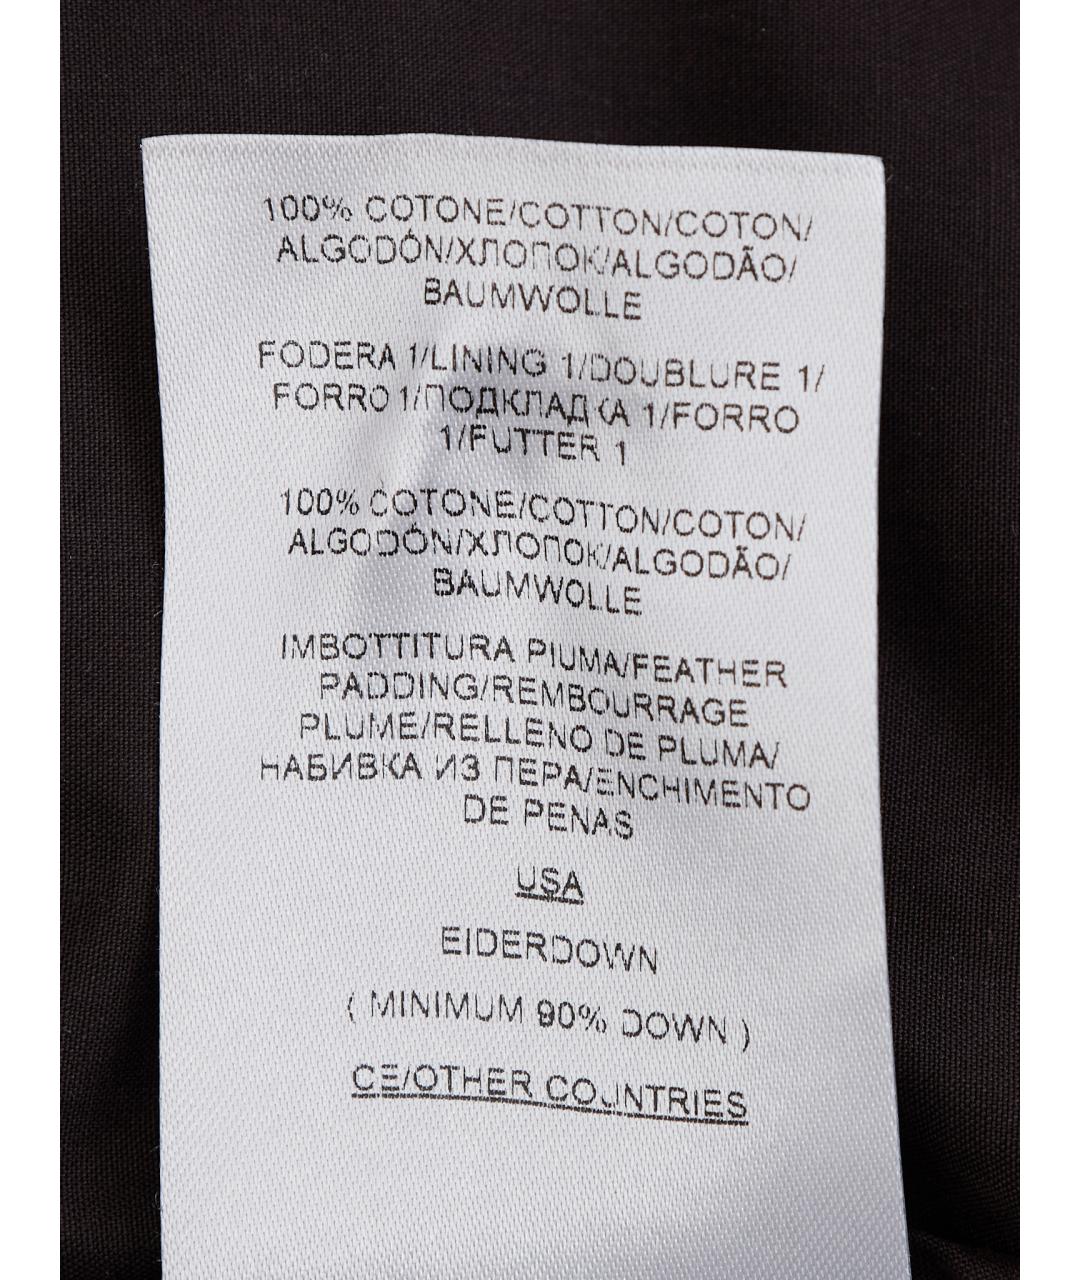 100% COTONE/COTTON/COTON/
ALGODÓN/ХЛОПОК/ALGODÃO/
BAUMWOLLE
FODERA 1/LINING 1/DOUBLURE 1/
FORRO 1/ПОДКЛАДКА 1/FORRO
1/FUTTER 1
100% COTONE/COTTON/COTON/
ALGODÓN/ХЛОПОК/ALGODÃO/
BAUMWOLLE
IMBOTTITURA PIUMA/FEATHER
PADDING/REMBOURRAGE
PLUME/RELLENO DE PLUMA/
НАБИВКА ИЗ ПЕРА/ENCHIMENTO
DE PENAS
USA
EIDERDOWN
( MINIMUM 90% DOWN )
CE/OTHER COUNTRIES